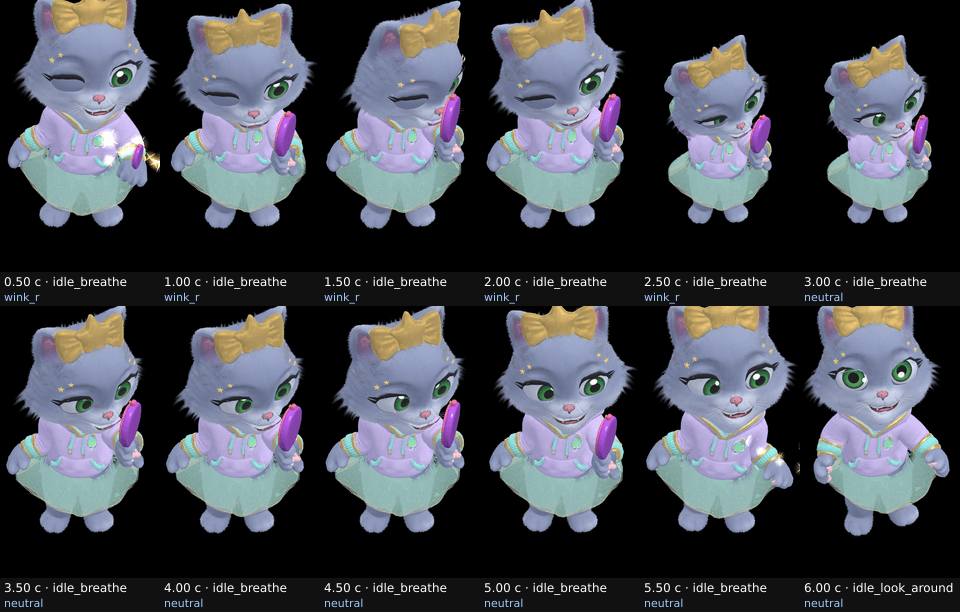 0.50 c · idle_breathe
wink_r
1.00 c · idle_breathe
wink_r
1.50 c · idle_breathe
wink_r
2.00 c · idle_breathe
wink_r
2.50 c · idle_breathe
wink_r
3.00 c · idle_breathe
neutral
3.50 c · idle_breathe
neutral
4.00 c · idle_breathe
neutral
4.50 c · idle_breathe
neutral
5.00 c · idle_breathe
neutral
5.50 c · idle_breathe
neutral
6.00 c · idle_look_around
neutral